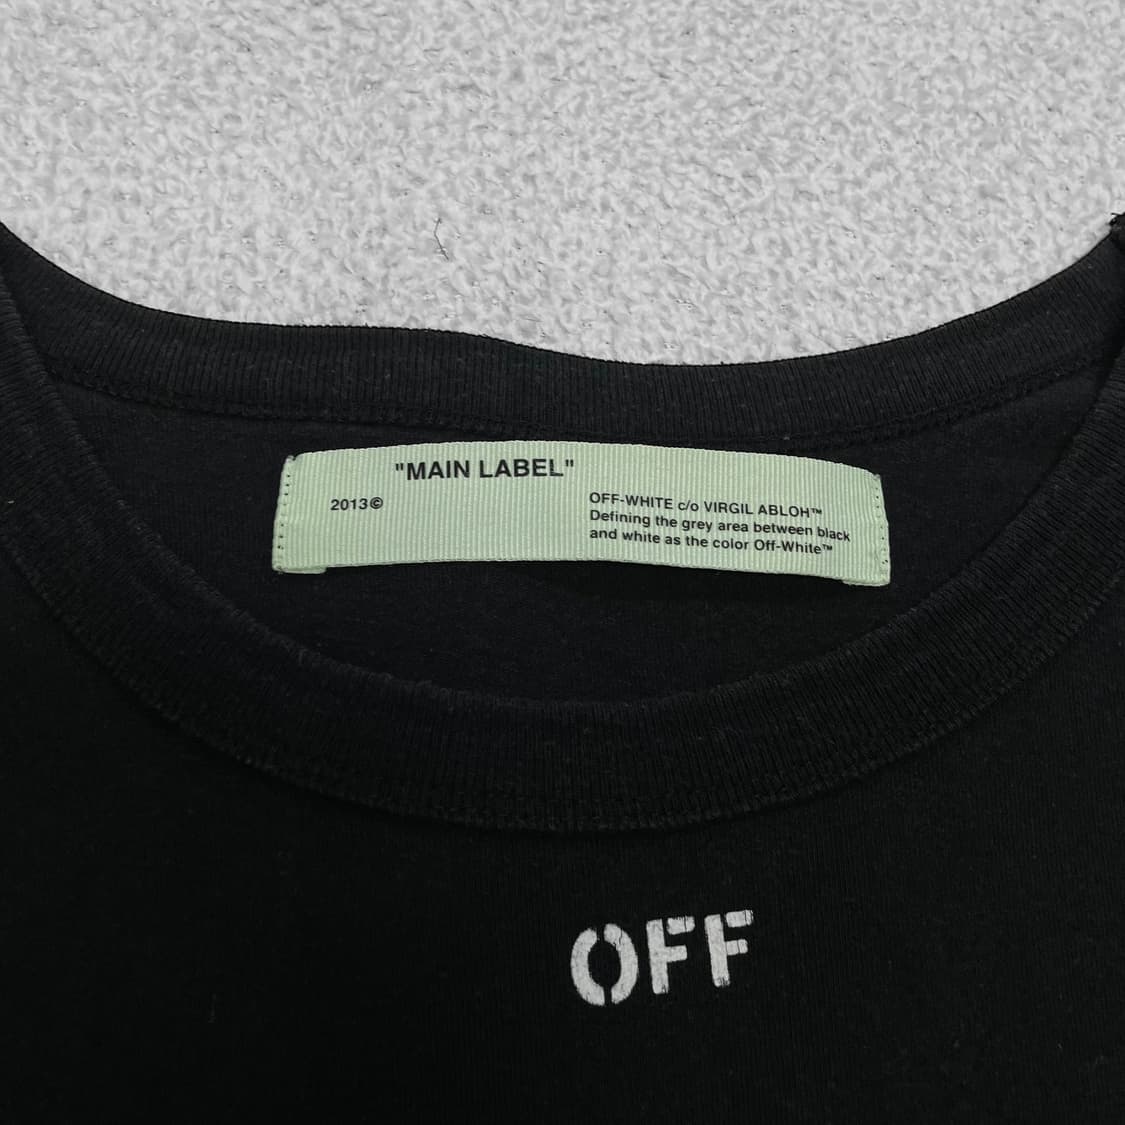 "MAIN LABEL"
2013©
OFF-WHITE c/o VIRGIL ABLOH™
Defining the grey area between black
and white as the color Off-White™
OFF